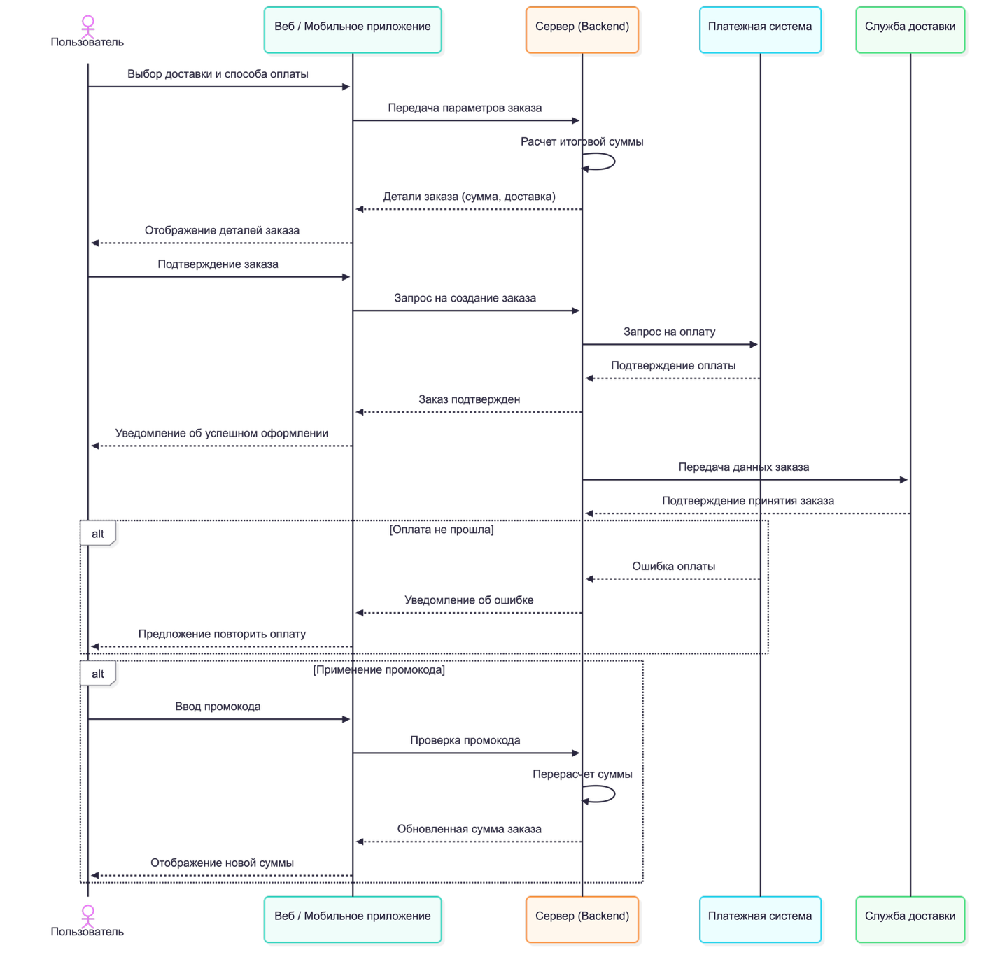 Пользователь
Веб / Мобильное приложение
Сервер (Backend)
Платежная система
Служба доставки
Выбор доставки и способа оплаты
Передача параметров заказа
Расчет итоговой суммы
Детали заказа (сумма, доставка)
Отображение деталей заказа
Подтверждение заказа
Запрос на создание заказа
Запрос на оплату
Подтверждение оплаты
Заказ подтвержден
Уведомление об успешном оформлении
Передача данных заказа
Подтверждение принятия заказа
alt
[Оплата не прошла]
Ошибка оплаты
Уведомление об ошибке
Предложение повторить оплату
alt
[Применение промокода]
Ввод промокода
Проверка промокода
Перерасчет суммы
Обновленная сумма заказа
Отображение новой суммы
Пользователь
Веб / Мобильное приложение
Сервер (Backend)
Платежная система
Служба доставки